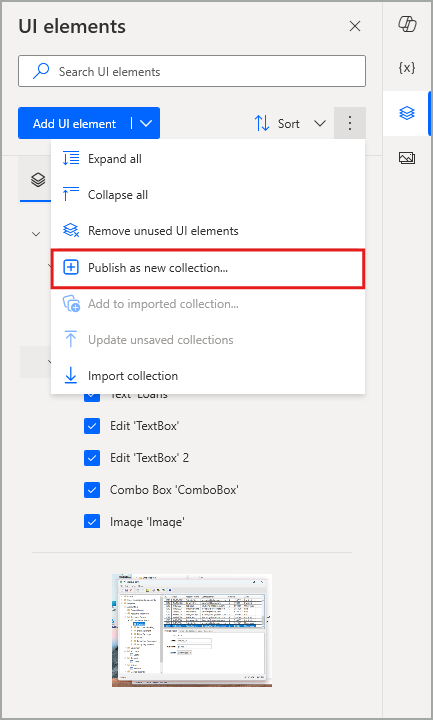 UI elements
Search UI elements
{x}
Add UI element
Sort
Expand all
Collapse all
Remove unused UI elements
Publish as new collection...
Add to imported collection...
Update unsaved collections
Import collection
Text 'Loans'
Edit 'TextBox'
Edit 'TextBox' 2
Combo Box 'ComboBox'
Image 'Image'